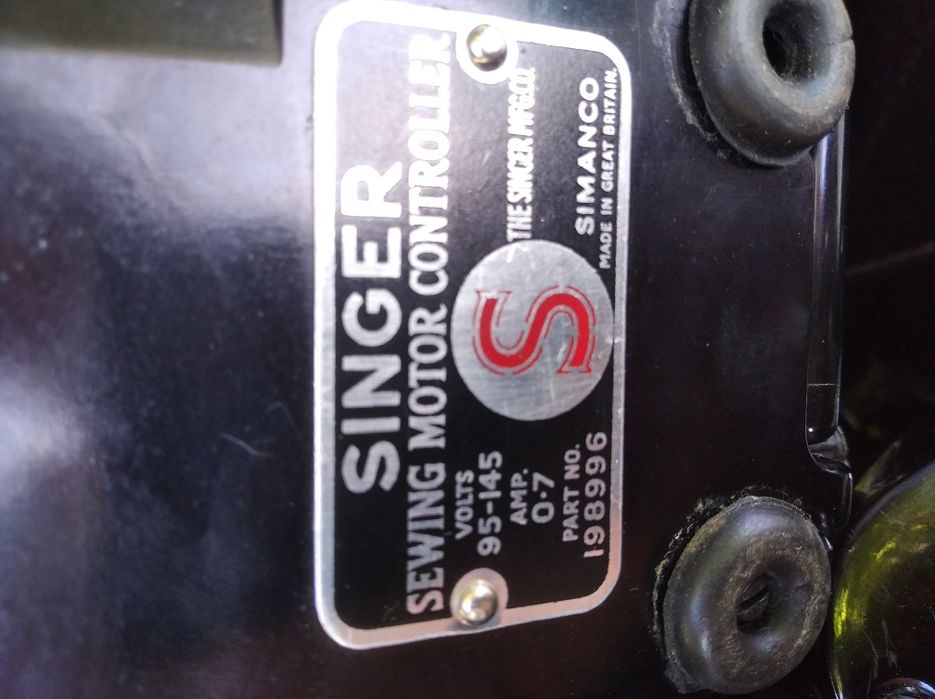 SINGER
SEWING MOTOR CONTROLLER
VOLTS
95-145
AMP.
0·7
PART NO.
198996
S
THE SINGER MFG.CO.
SIMANCO
MADE IN GREAT BRITAIN.